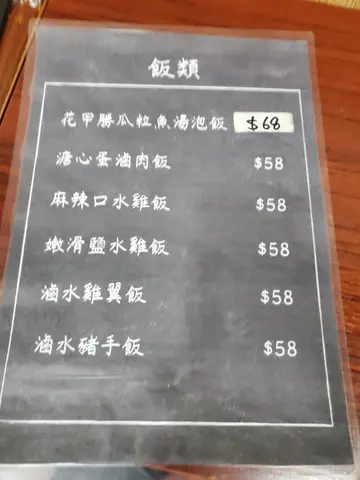 飯類
花甲勝瓜粒魚湯泡飯 $68
溏心蛋滷肉飯 $58
麻辣口水雞飯 $58
嫩滑鹽水雞飯 $58
滷水雞翼飯 $58
滷水豬手飯 $58